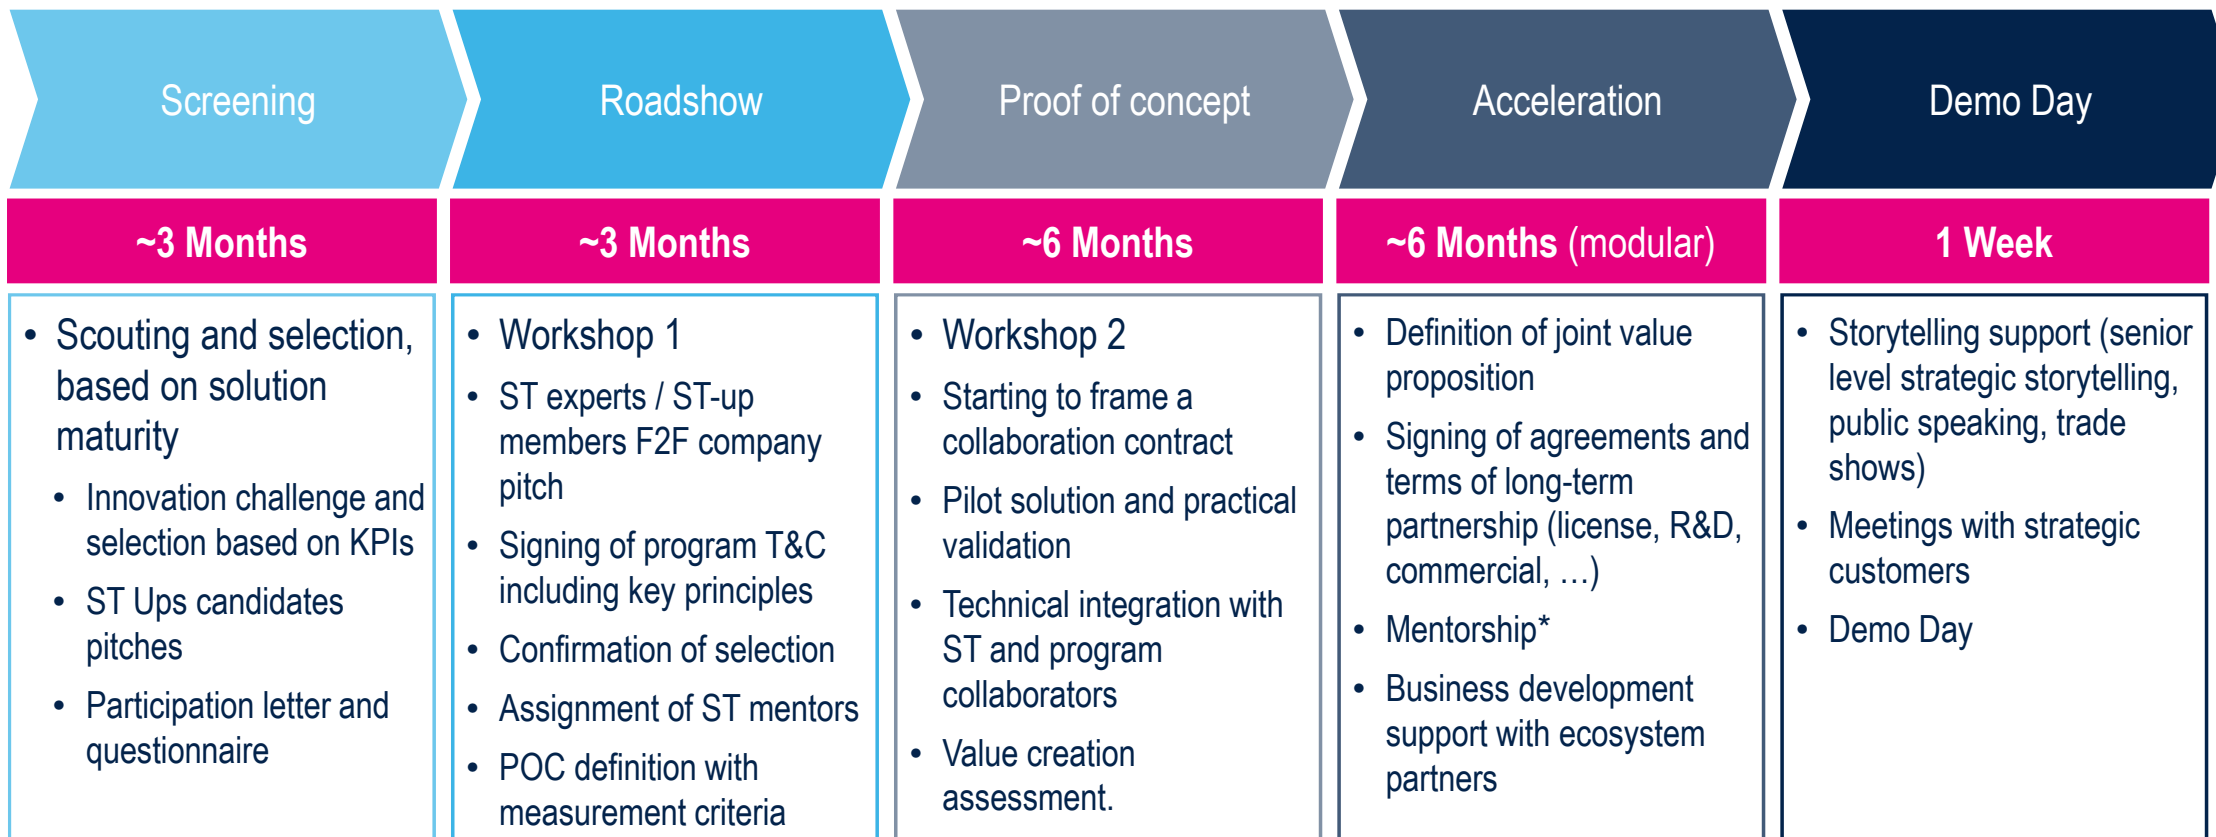 Screening
Roadshow
Proof of concept
Acceleration
Demo Day
~3 Months
~3 Months
~6 Months
~6 Months (modular)
1 Week
• Scouting and selection,
based on solution
maturity
• Innovation challenge and
selection based on KPIs
• ST Ups candidates
pitches
• Participation letter and
questionnaire
• Workshop 1
• ST experts / ST-up
members F2F company
pitch
• Signing of program T&C
including key principles
• Confirmation of selection
• Assignment of ST mentors
• POC definition with
measurement criteria
• Workshop 2
• Starting to frame a
collaboration contract
• Pilot solution and practical
validation
• Technical integration with
ST and program
collaborators
• Value creation
assessment.
• Definition of joint value
proposition
• Signing of agreements and
terms of long-term
partnership (license, R&D,
commercial, …)
• Mentorship*
• Business development
support with ecosystem
partners
• Storytelling support (senior
level strategic storytelling,
public speaking, trade
shows)
• Meetings with strategic
customers
• Demo Day